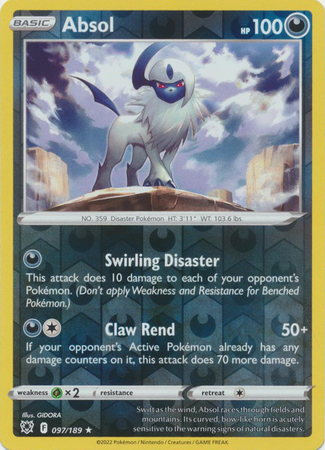 BASIC Absol HP 100
NO. 359 Disaster Pokémon HT: 3'11" WT: 103.6 lbs.
Swirling Disaster
This attack does 10 damage to each of your opponent's
Pokémon. (Don't apply Weakness and Resistance for Benched
Pokémon.)
Claw Rend 50+
If your opponent's Active Pokémon already has any
damage counters on it, this attack does 70 more damage.
weakness ×2 resistance retreat
Illus. GIDORA
F 097/189 ★
Swift as the wind, Absol races through fields and
mountains. Its curved, bow-like horn is acutely
sensitive to the warning signs of natural disasters.
©2022 Pokémon / Nintendo / Creatures / GAME FREAK